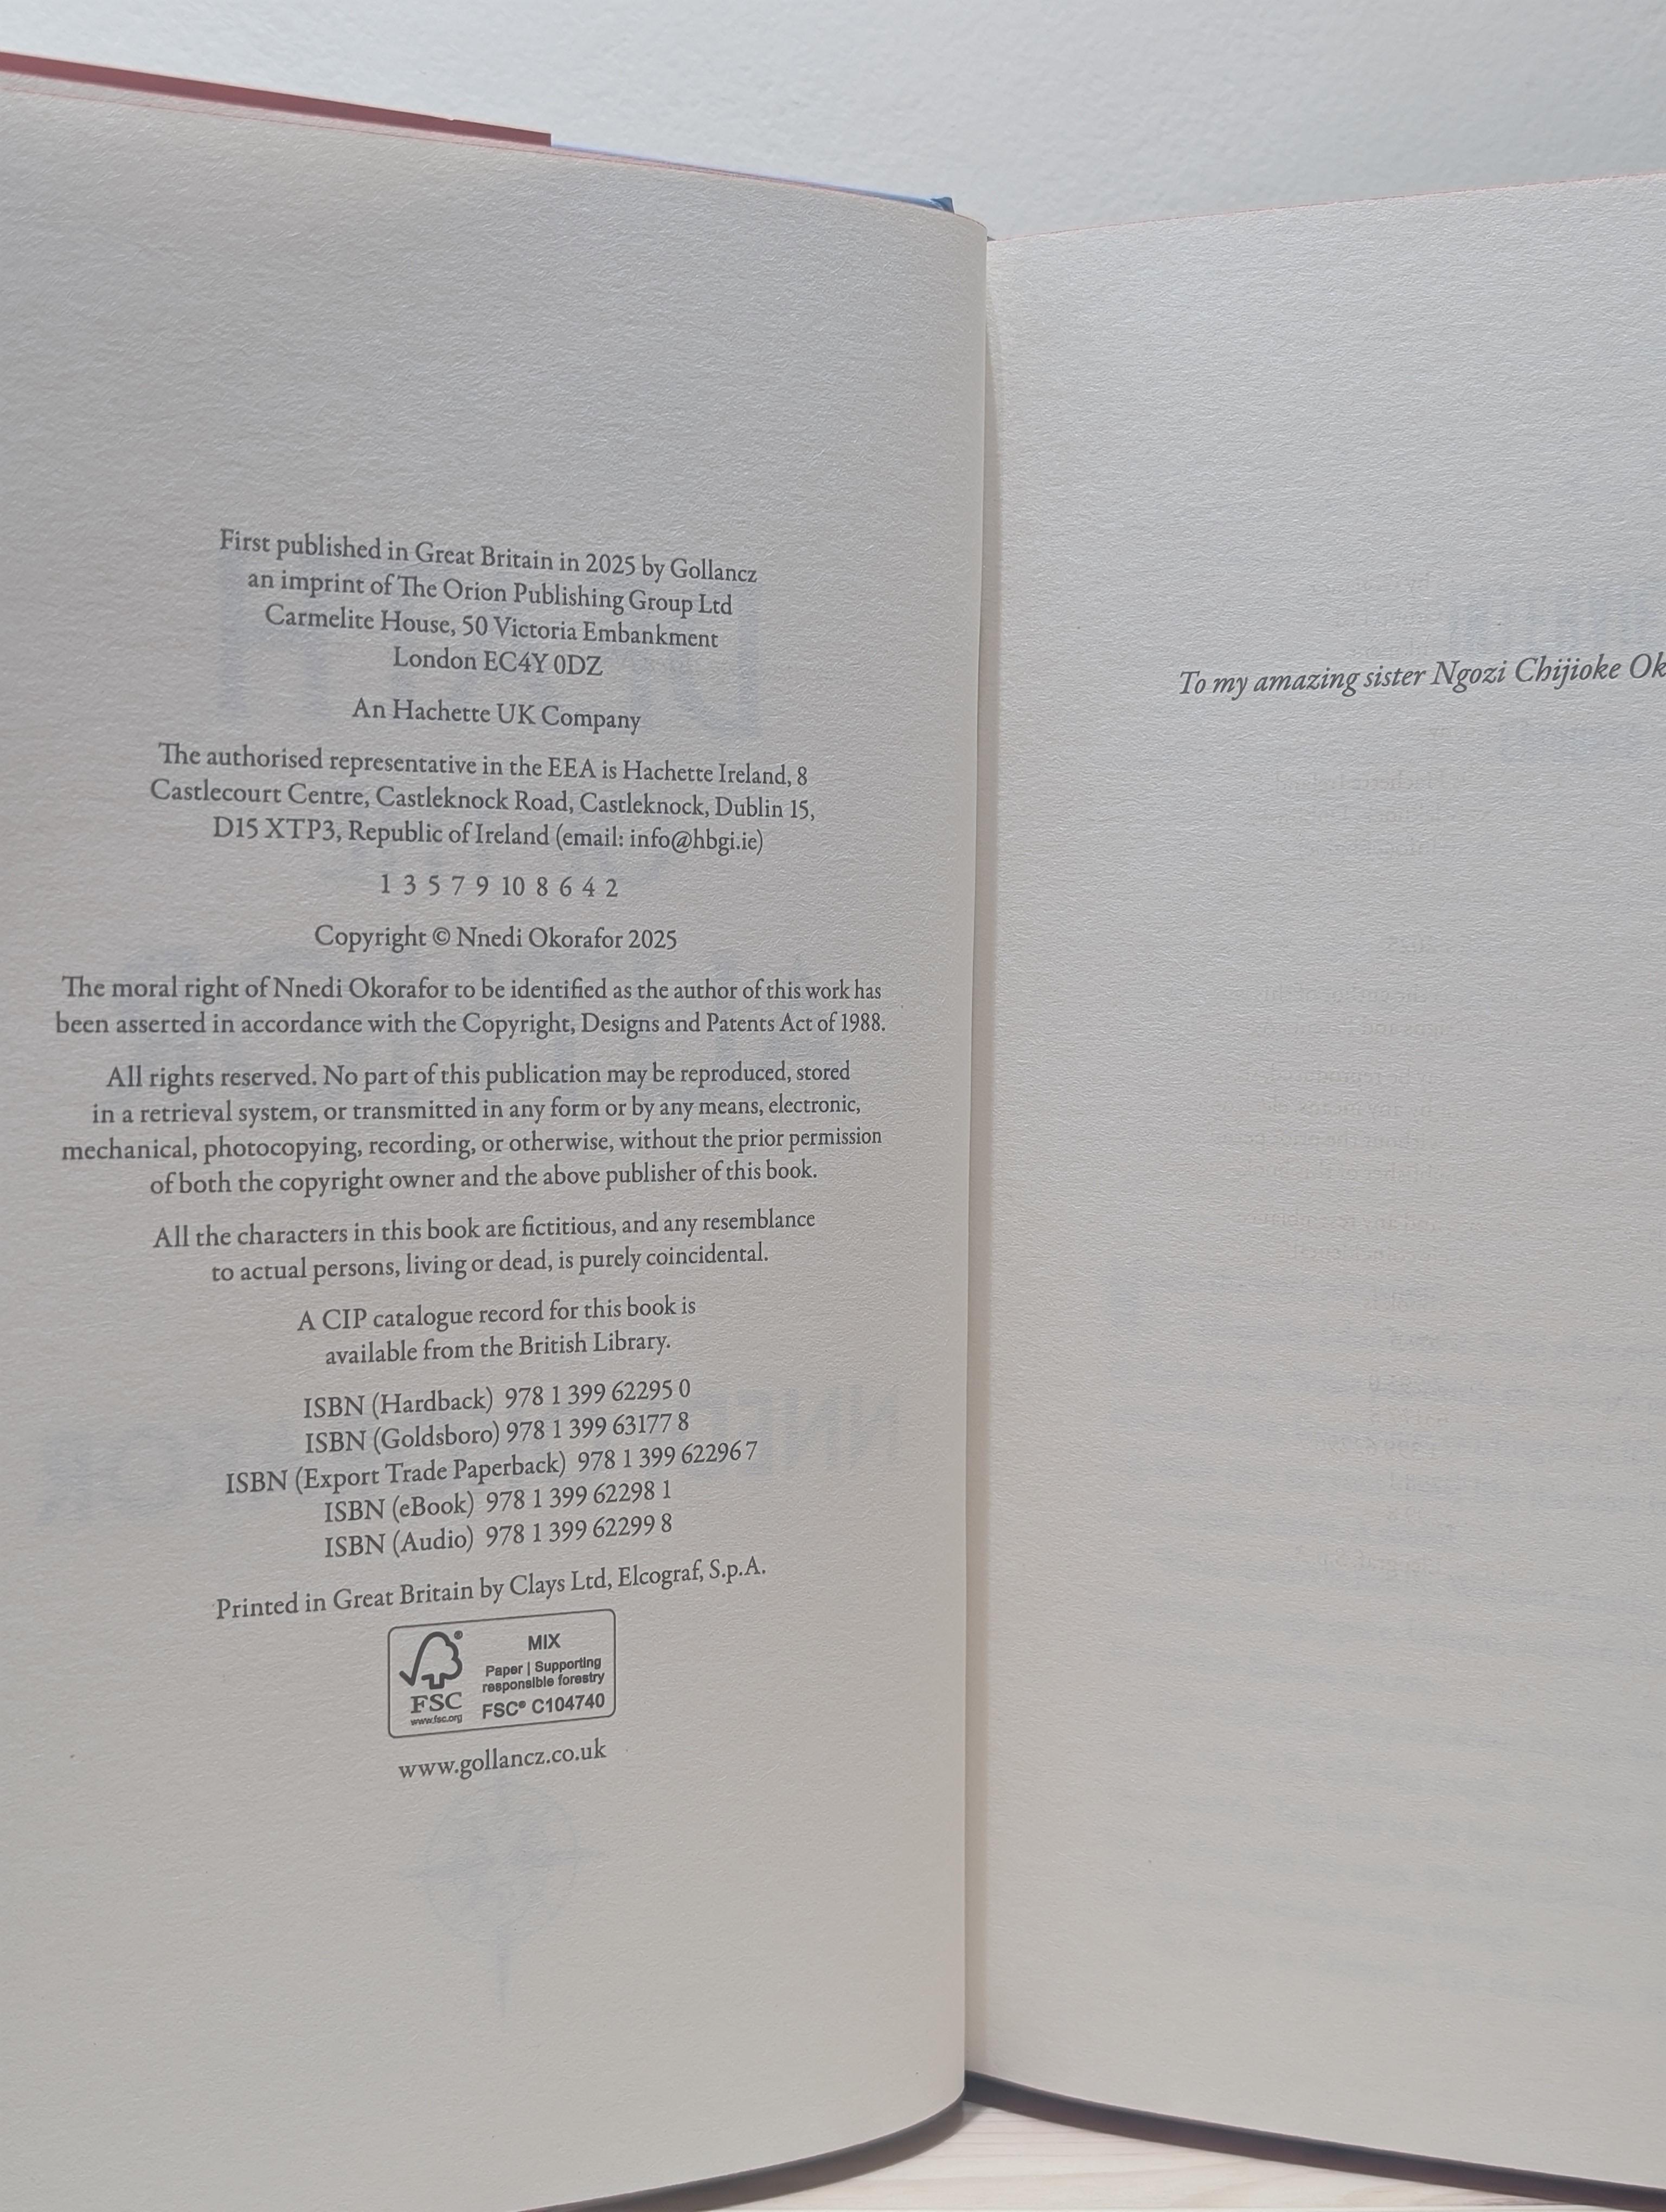 First published in Great Britain in 2025 by Gollancz
an imprint of The Orion Publishing Group Ltd
Carmelite House, 50 Victoria Embankment
London EC4Y 0DZ
An Hachette UK Company
The authorised representative in the EEA is Hachette Ireland, 8
Castlecourt Centre, Castleknock Road, Castleknock, Dublin 15,
D15 XTP3, Republic of Ireland (email: info@hbgi.ie)
1 3 5 7 9 10 8 6 4 2
Copyright © Nnedi Okorafor 2025
The moral right of Nnedi Okorafor to be identified as the author of this work has
been asserted in accordance with the Copyright, Designs and Patents Act of 1988.
All rights reserved. No part of this publication may be reproduced, stored
in a retrieval system, or transmitted in any form or by any means, electronic,
mechanical, photocopying, recording, or otherwise, without the prior permission
of both the copyright owner and the above publisher of this book.
All the characters in this book are fictitious, and any resemblance
to actual persons, living or dead, is purely coincidental.
A CIP catalogue record for this book is
available from the British Library.
ISBN (Hardback) 978 1 399 62295 0
ISBN (Goldsboro) 978 1 399 63177 8
ISBN (Export Trade Paperback) 978 1 399 62296 7
ISBN (eBook) 978 1 399 62298 1
ISBN (Audio) 978 1 399 62299 8
Printed in Great Britain by Clays Ltd, Elcograf, S.p.A.
MIX
Paper | Supporting
responsible forestry
FSC® C104740
FSC
www.fsc.org
www.gollancz.co.uk
To my amazing sister Ngozi Chijioke Ok